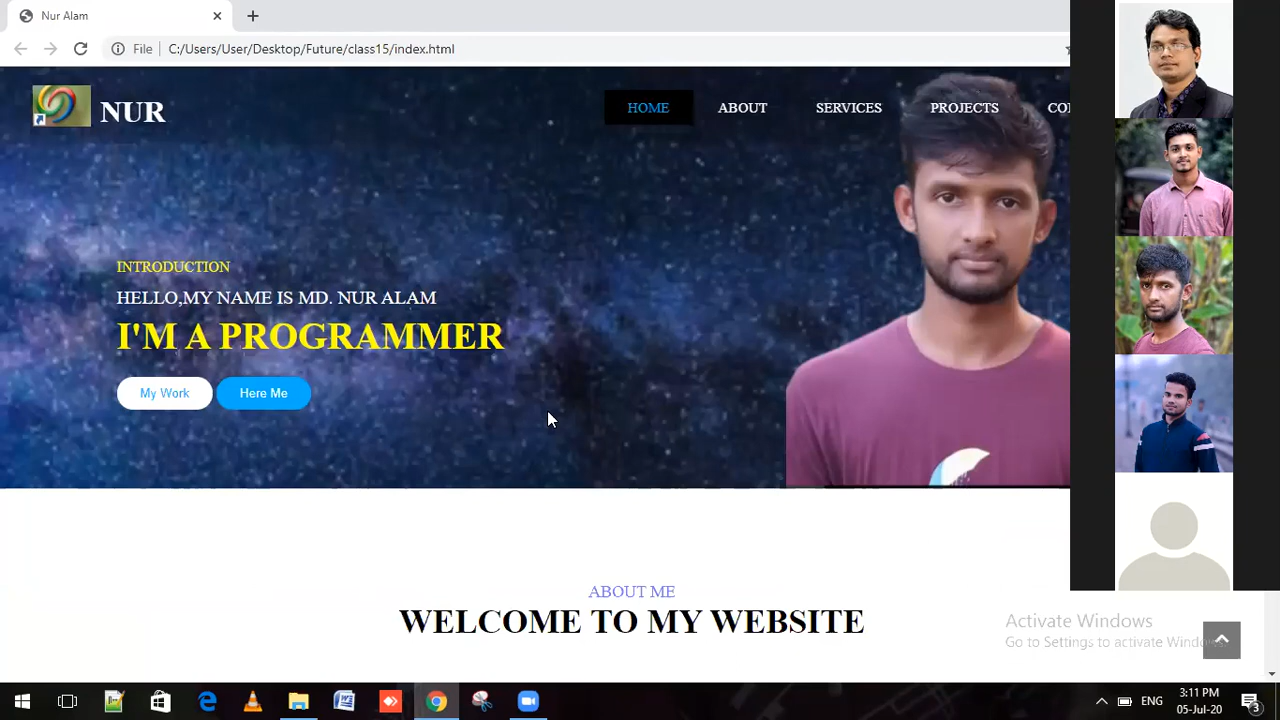 Nur Alam
File
C:/Users/User/Desktop/Future/class15/index.html
NUR
HOME
ABOUT
SERVICES
PROJECTS
INTRODUCTION
HELLO,MY NAME IS MD. NUR ALAM
I'M A PROGRAMMER
My Work
Here Me
ABOUT ME
WELCOME TO MY WEBSITE
Activate Windows
Go to Settings to activate Windows.
ENG
3:11 PM
05-Jul-20
3